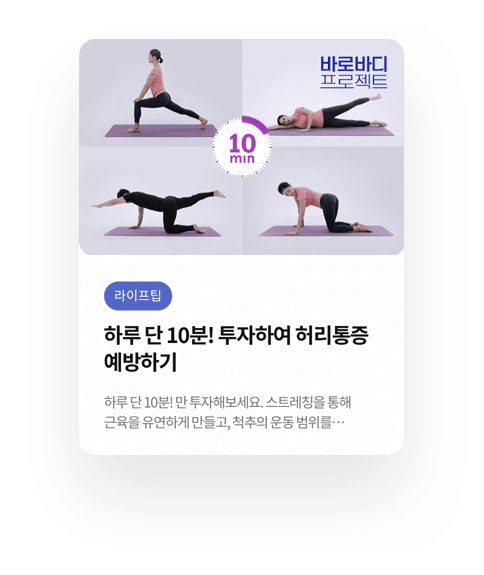 바로바디
프로젝트
10
min
라이프팁
하루 단 10분! 투자하여 허리통증
예방하기
하루 단 10분! 만 투자해보세요. 스트레칭을 통해
근육을 유연하게 만들고, 척추의 운동 범위를…